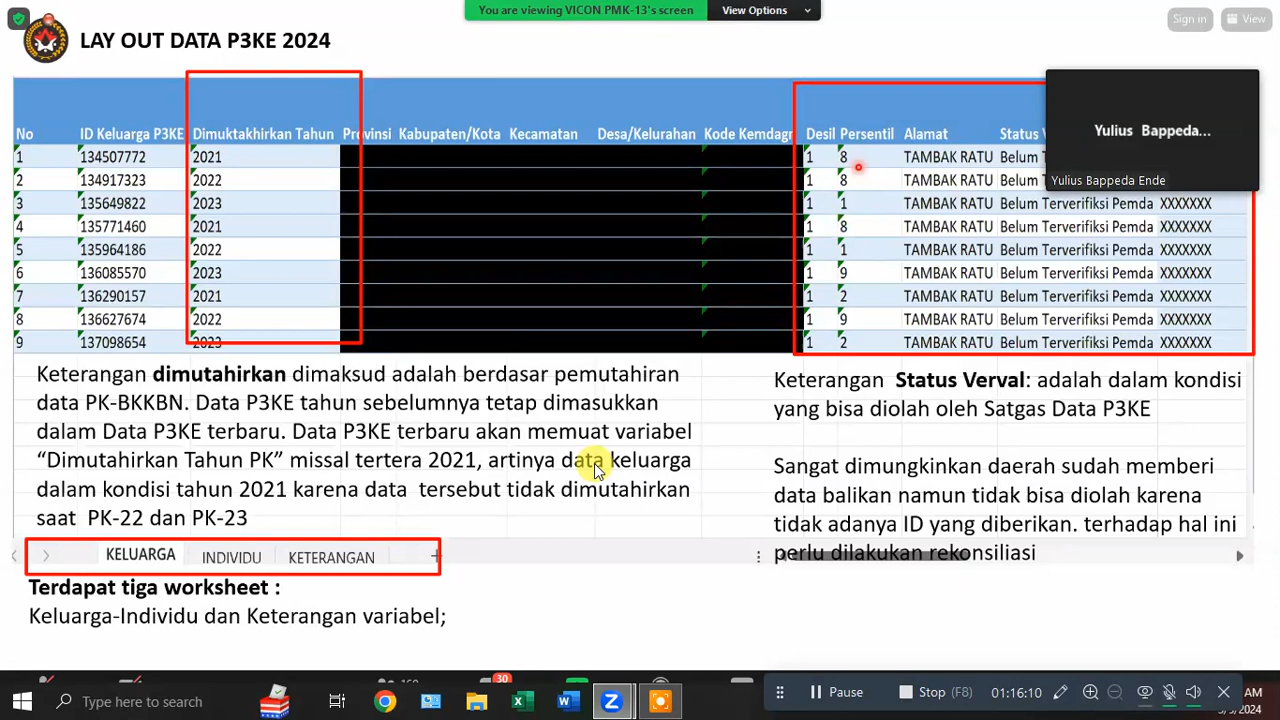 You are viewing VICON PMK-13's screen
View Options
Sign in
View
LAY OUT DATA P3KE 2024
No ID Keluarga P3KE Dimuktakhirkan Tahun Provinsi Kabupaten/Kota Kecamatan Desa/Kelurahan Kode Kemdagr Desil Persentil Alamat Status V
1 134507772 2021 1 8 TAMBAK RATU Belum T
2 134917323 2022 1 8 TAMBAK RATU Belum T
3 135649822 2023 1 1 TAMBAK RATU Belum Terverifiksi Pemda XXXXXXX
4 135771460 2021 1 8 TAMBAK RATU Belum Terverifiksi Pemda XXXXXXX
5 135964186 2022 1 1 TAMBAK RATU Belum Terverifiksi Pemda XXXXXXX
6 136085570 2023 1 9 TAMBAK RATU Belum Terverifiksi Pemda XXXXXXX
7 136290157 2021 1 2 TAMBAK RATU Belum Terverifiksi Pemda XXXXXXX
8 136627674 2022 1 9 TAMBAK RATU Belum Terverifiksi Pemda XXXXXXX
9 137098654 2023 1 2 TAMBAK RATU Belum Terverifiksi Pemda XXXXXXX
Yulius Bappeda...
Yulius Bappeda Ende
Keterangan dimutahirkan dimaksud adalah berdasar pemutahiran
data PK-BKKBN. Data P3KE tahun sebelumnya tetap dimasukkan
dalam Data P3KE terbaru. Data P3KE terbaru akan memuat variabel
“Dimutahirkan Tahun PK” missal tertera 2021, artinya data keluarga
dalam kondisi tahun 2021 karena data tersebut tidak dimutahirkan
saat PK-22 dan PK-23
Keterangan Status Verval: adalah dalam kondisi
yang bisa diolah oleh Satgas Data P3KE
Sangat dimungkinkan daerah sudah memberi
data balikan namun tidak bisa diolah karena
tidak adanya ID yang diberikan. terhadap hal ini
perlu dilakukan rekonsiliasi
KELUARGA INDIVIDU KETERANGAN
Terdapat tiga worksheet :
Keluarga-Individu dan Keterangan variabel;
Type here to search
30
Pause
Stop (F8)
01:16:10
AM